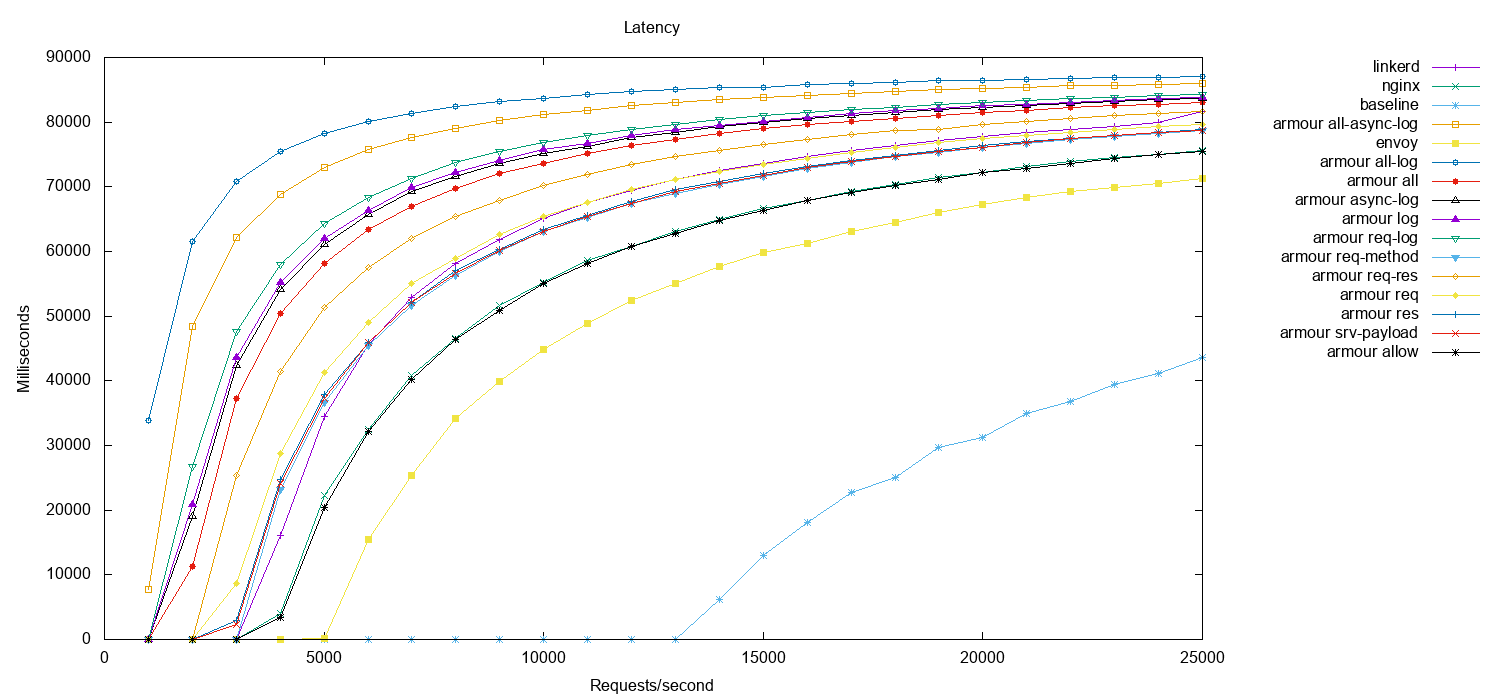 Latency
90000
80000
70000
60000
50000
40000
30000
20000
10000
0
Milliseconds
0
5000
10000
15000
20000
25000
Requests/second
linkerd
nginx
baseline
armour all-async-log
envoy
armour all-log
armour all
armour async-log
armour log
armour req-log
armour req-method
armour req-res
armour req
armour res
armour srv-payload
armour allow